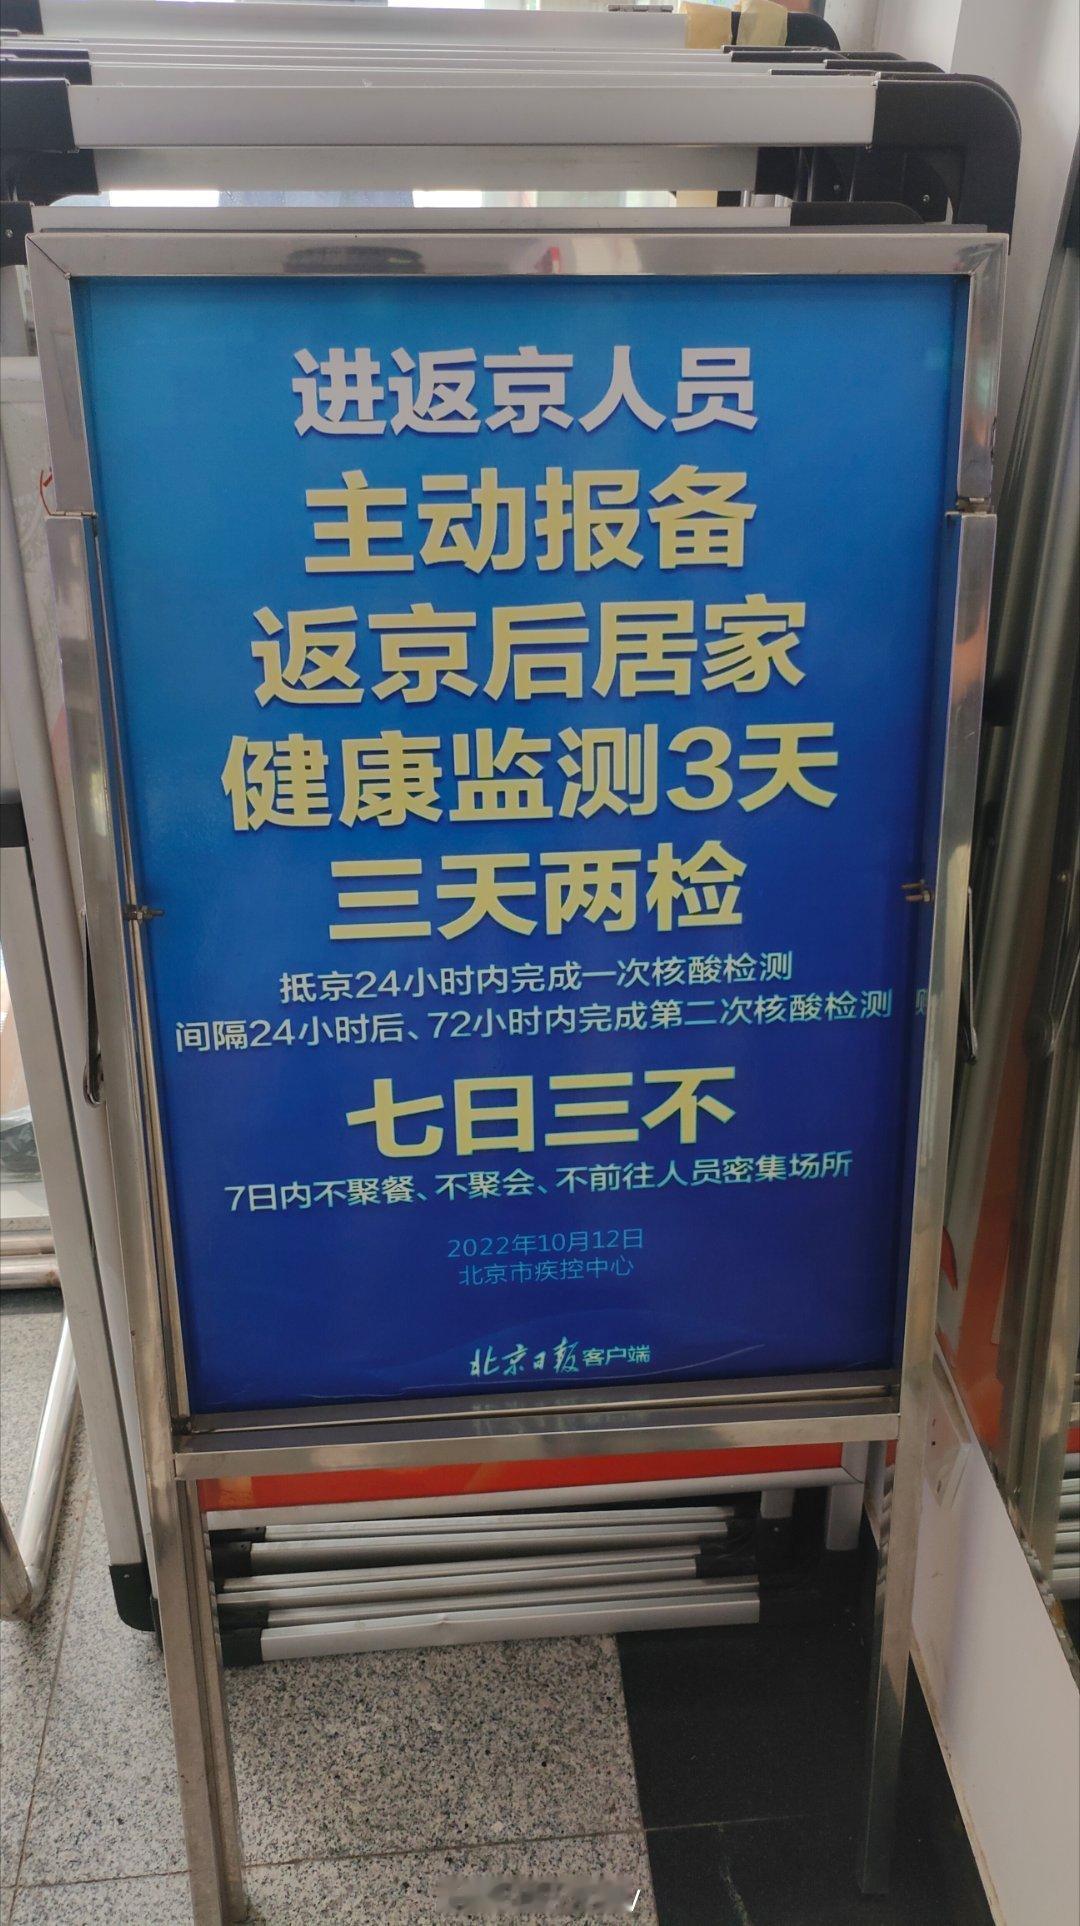 进返京人员
主动报备
返京后居家
健康监测3天
三天两检
抵京24小时内完成一次核酸检测
间隔24小时后、72小时内完成第二次核酸检测
七日三不
7日内不聚餐、不聚会、不前往人员密集场所
2022年10月12日
北京市疾控中心
北京日报客户端